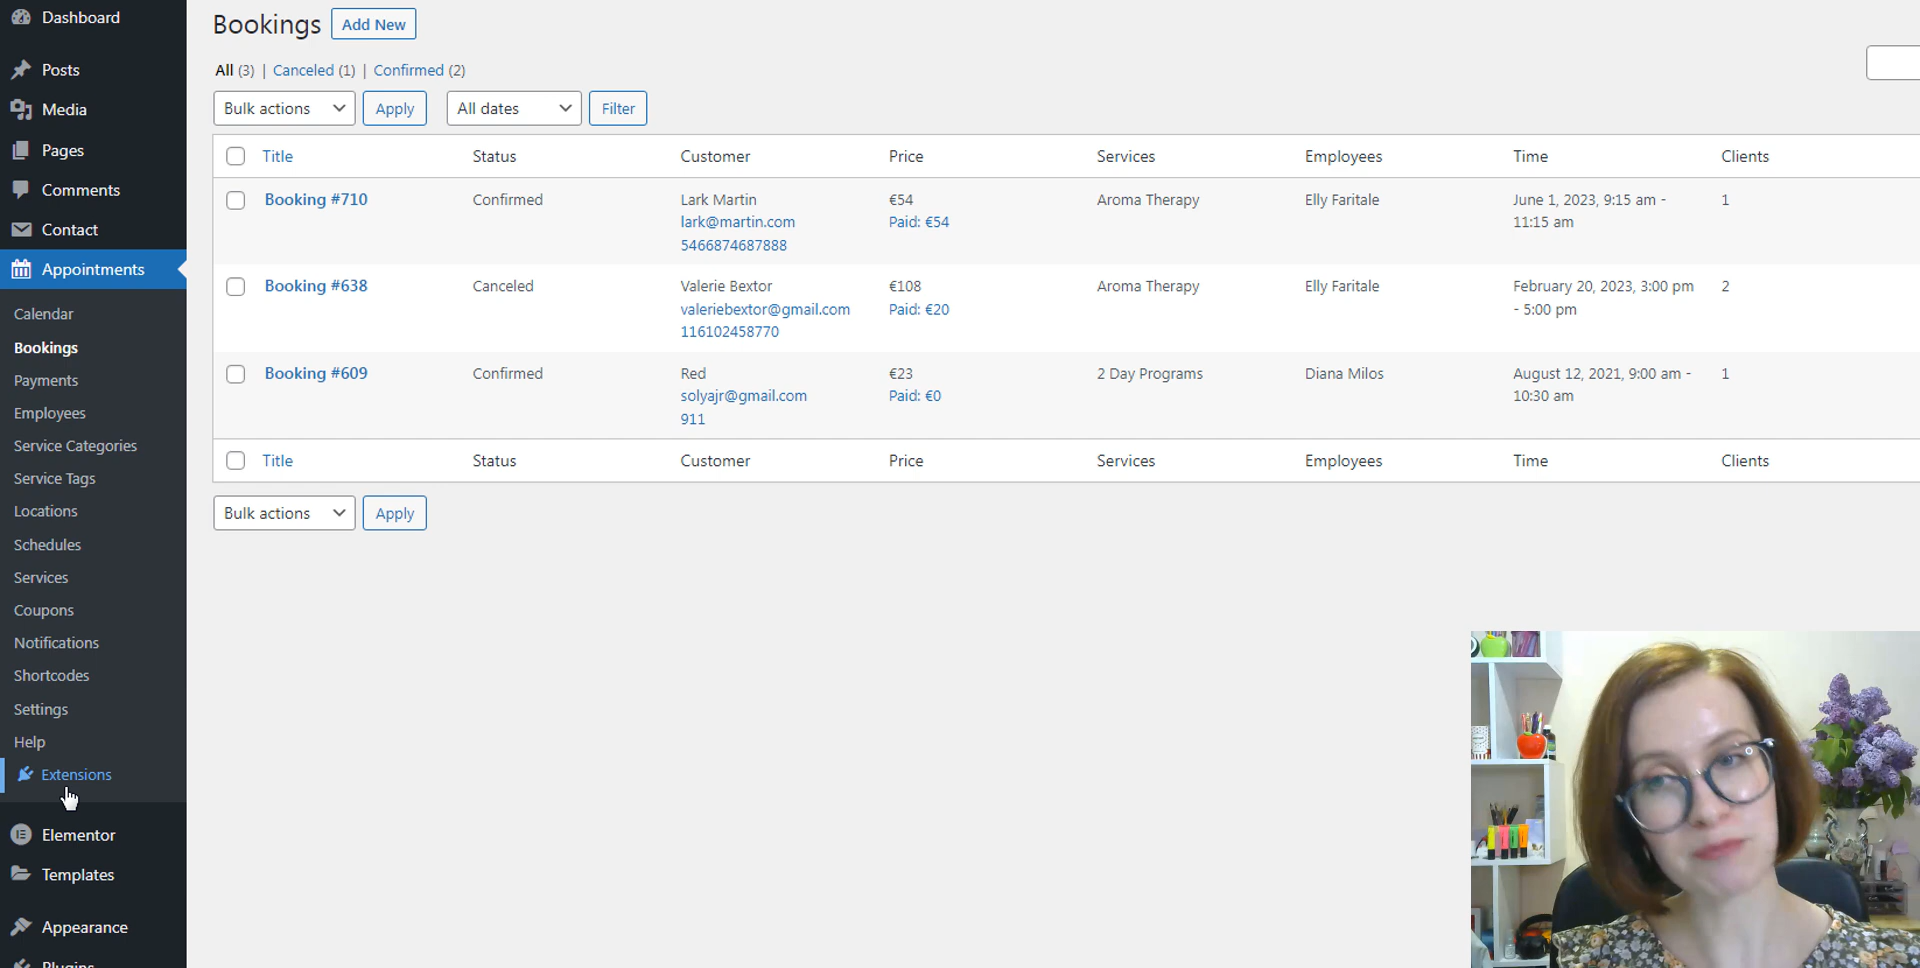 Dashboard
Posts
Media
Pages
Comments
Contact
Appointments
Calendar
Bookings
Payments
Employees
Service Categories
Service Tags
Locations
Schedules
Services
Coupons
Notifications
Shortcodes
Settings
Help
Extensions
Elementor
Templates
Appearance
Plugins
Bookings Add New
All (3) | Canceled (1) | Confirmed (2)
Bulk actions Apply All dates Filter
Title Status Customer Price Services Employees Time Clients
Booking #710 Confirmed Lark Martin €54 Aroma Therapy Elly Faritale June 1, 2023, 9:15 am - 1
lark@martin.com Paid: €54 11:15 am
5466874687888
Booking #638 Canceled Valerie Bextor €108 Aroma Therapy Elly Faritale February 20, 2023, 3:00 pm 2
valeriebextor@gmail.com Paid: €20 - 5:00 pm
116102458770
Booking #609 Confirmed Red €23 2 Day Programs Diana Milos August 12, 2021, 9:00 am - 1
solyajr@gmail.com Paid: €0 10:30 am
911
Title Status Customer Price Services Employees Time Clients
Bulk actions Apply